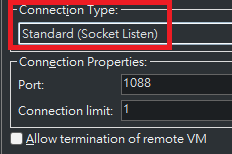 Connection Type:
Standard (Socket Listen)
Connection Properties:
Port: 1088
Connection limit: 1
Allow termination of remote VM